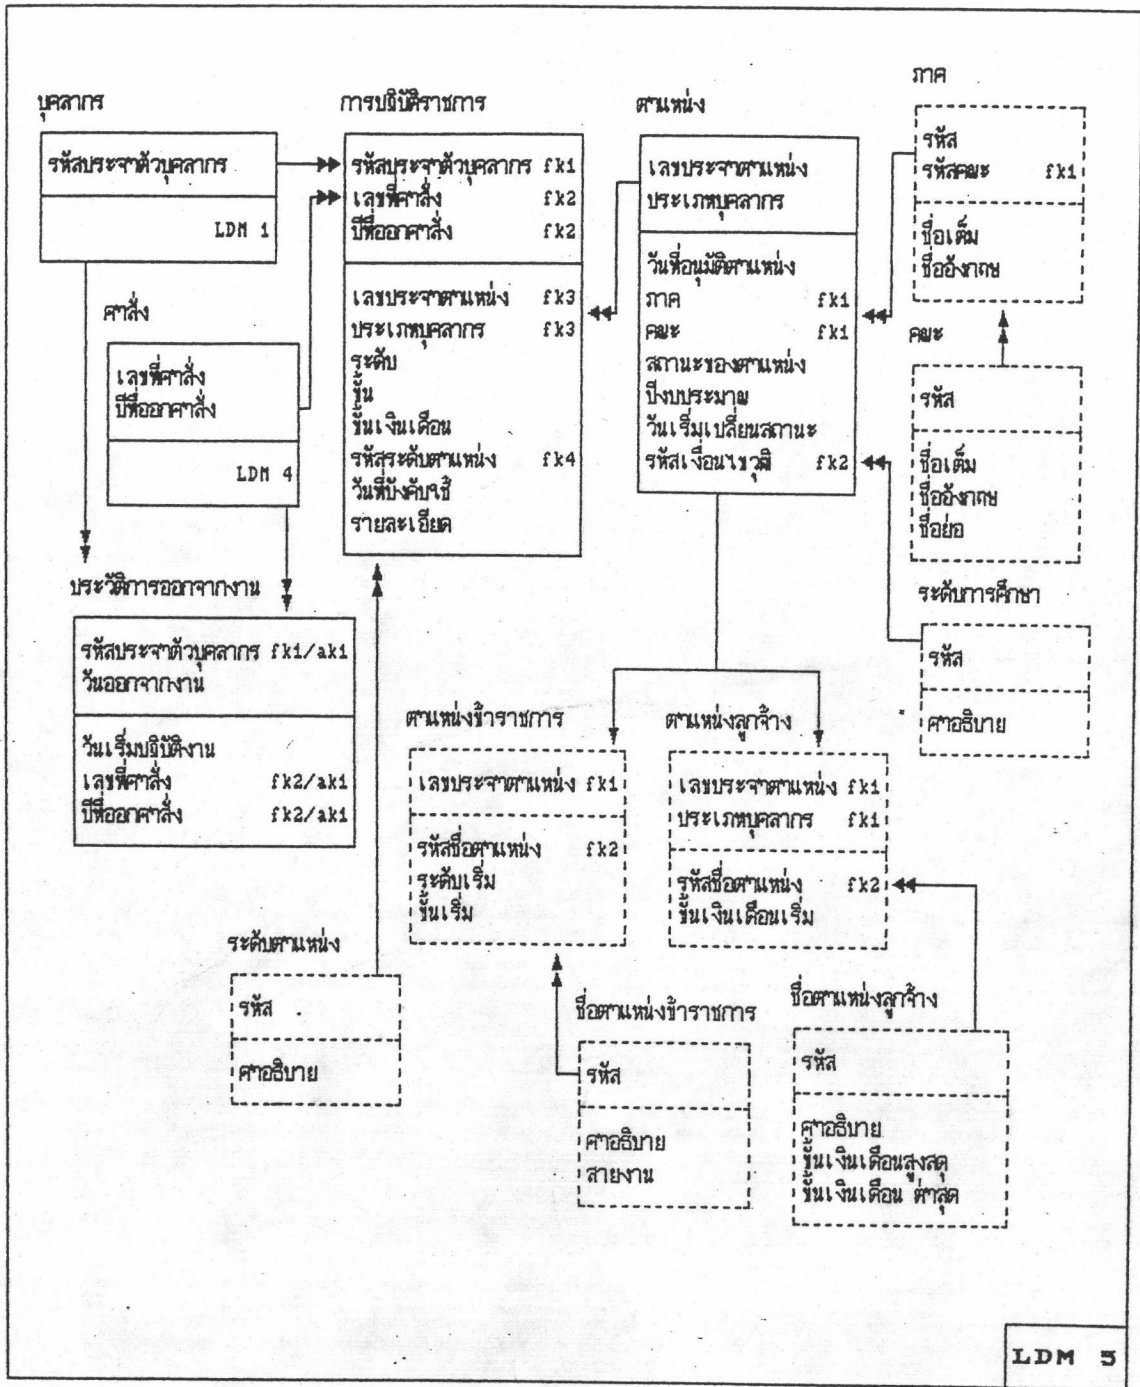 ภาค
บุคลากร
การปฏิบัติราชการ
ตำแหน่ง
รหัสประจำตัวบุคลากร
LDM 1
รหัสประจำตัวบุคลากร fk1
เลขที่คำสั่ง fk2
ปีที่ออกคำสั่ง fk2
เลขประจำตำแหน่ง fk3
ประเภทบุคลากร fk3
ระดับ
ขั้น
ขั้นเงินเดือน
รหัสระดับตำแหน่ง fk4
วันที่บังคับใช้
รายละเอียด
เลขประจำตำแหน่ง
ประเภทบุคลากร
วันที่อนุมัติตำแหน่ง
ภาค fk1
คณะ fk1
สถานะของตำแหน่ง
ปีงบประมาณ
วันเริ่มเปลี่ยนสถานะ
รหัสเงื่อนไขวุฒิ fk2
รหัส
รหัสคณะ fk1
ชื่อเต็ม
ชื่ออังกฤษ
คณะ
รหัส
ชื่อเต็ม
ชื่ออังกฤษ
ชื่อย่อ
คำสั่ง
เลขที่คำสั่ง
ปีที่ออกคำสั่ง
LDM 4
ระดับการศึกษา
รหัส
คำอธิบาย
ประวัติการออกจากงาน
รหัสประจำตัวบุคลากร fk1/ak1
วันออกจากงาน
วันเริ่มปฏิบัติงาน
เลขที่คำสั่ง fk2/ak1
ปีที่ออกคำสั่ง fk2/ak1
ตำแหน่งข้าราชการ
เลขประจำตำแหน่ง fk1
รหัสชื่อตำแหน่ง fk2
ระดับเริ่ม
ขั้นเริ่ม
ตำแหน่งลูกจ้าง
เลขประจำตำแหน่ง fk1
ประเภทบุคลากร fk1
รหัสชื่อตำแหน่ง fk2
ขั้นเงินเดือนเริ่ม
ระดับตำแหน่ง
รหัส
คำอธิบาย
ชื่อตำแหน่งข้าราชการ
รหัส
คำอธิบาย
สายงาน
ชื่อตำแหน่งลูกจ้าง
รหัส
คำอธิบาย
ขั้นเงินเดือนสูงสุด
ขั้นเงินเดือน ต่ำสุด
LDM 5